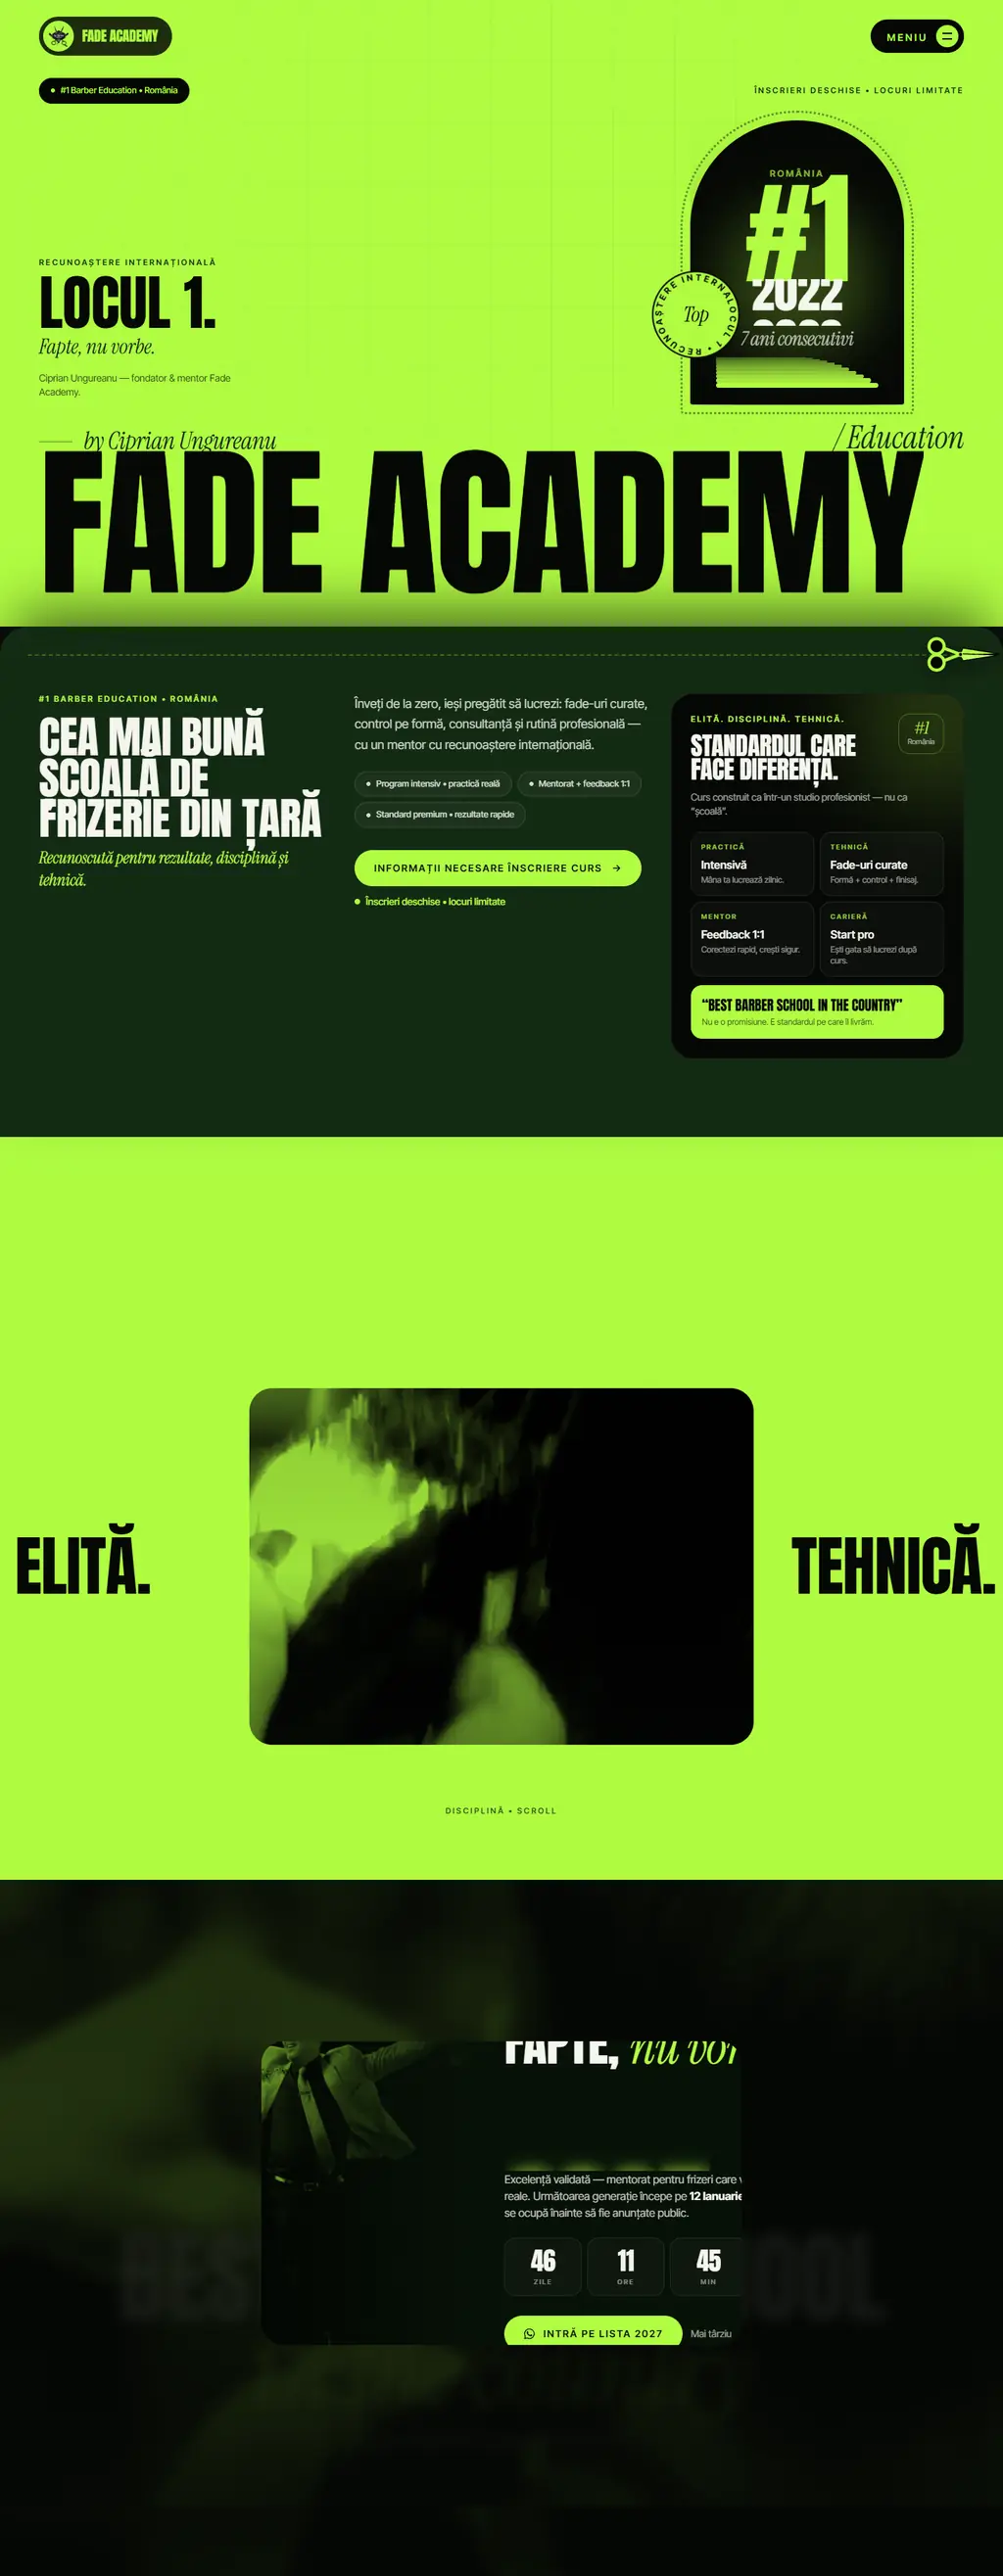 FADE ACADEMY
MENIU
#1 Barber Education • România
ÎNSCRIERI DESCHISE • LOCURI LIMITATE
ROMÂNIA
#1
2022
7 ani consecutivi
Top
RECUNOAȘTERE INTERNA
LOCUL 1
RECUNOAȘTERE INTERNAȚIONALĂ
LOCUL 1.
Fapte, nu vorbe.
Ciprian Ungureanu — fondator & mentor Fade
Academy.
by Ciprian Ungureanu
/Education
FADE ACADEMY
#1 BARBER EDUCATION • ROMÂNIA
CEA MAI BUNĂ
ȘCOALĂ DE
FRIZERIE DIN ȚARĂ
Recunoscută pentru rezultate, disciplină și
tehnică.
Înveți de la zero, ieși pregătit să lucrezi: fade-uri curate,
control pe formă, consultanță și rutină profesională —
cu un mentor cu recunoaștere internațională.
Program intensiv • practică reală
Mentorat + feedback 1:1
Standard premium • rezultate rapide
INFORMAȚII NECESARE ÎNSCRIERE CURS →
Înscrieri deschise • locuri limitate
ELITĂ. DISCIPLINĂ. TEHNICĂ.
STANDARDUL CARE
FACE DIFERENȚA.
#1
România
Curs construit ca într-un studio profesionist — nu ca
"școală".
PRACTICĂ
Intensivă
Mâna ta lucrează zilnic.
TEHNICĂ
Fade-uri curate
Formă + control + finisaj.
MENTOR
Feedback 1:1
Corectezi rapid, crești sigur.
CARIERĂ
Start pro
Ești gata să lucrezi după
curs.
“BEST BARBER SCHOOL IN THE COUNTRY”
Nu e o promisiune. E standardul pe care îl livrăm.
ELITĂ.
TEHNICĂ.
DISCIPLINĂ • SCROLL
FAPTE, nu vor
Excelență validată — mentorat pentru frizeri care v
reale. Următoarea generație începe pe 12 Ianuarie
se ocupă înainte să fie anunțate public.
46
ZILE
11
ORE
45
MIN
INTRĂ PE LISTA 2027
Mai târziu